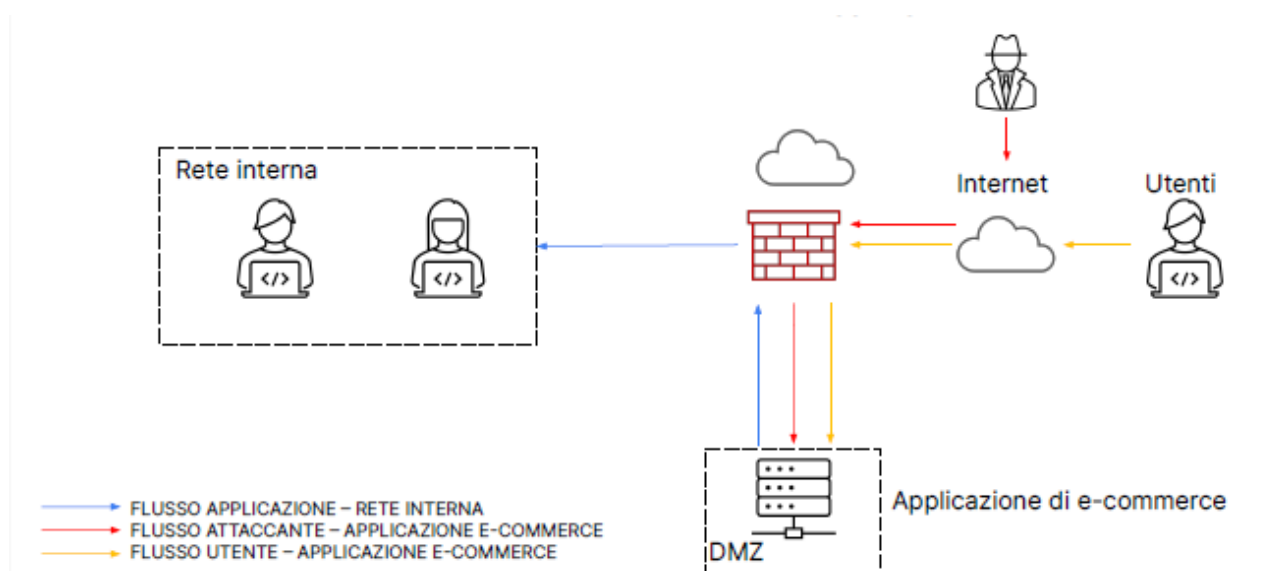 Rete interna
Internet
Utenti
Applicazione di e-commerce
DMZ
FLUSSO APPLICAZIONE – RETE INTERNA
FLUSSO ATTACCANTE – APPLICAZIONE E-COMMERCE
FLUSSO UTENTE – APPLICAZIONE E-COMMERCE